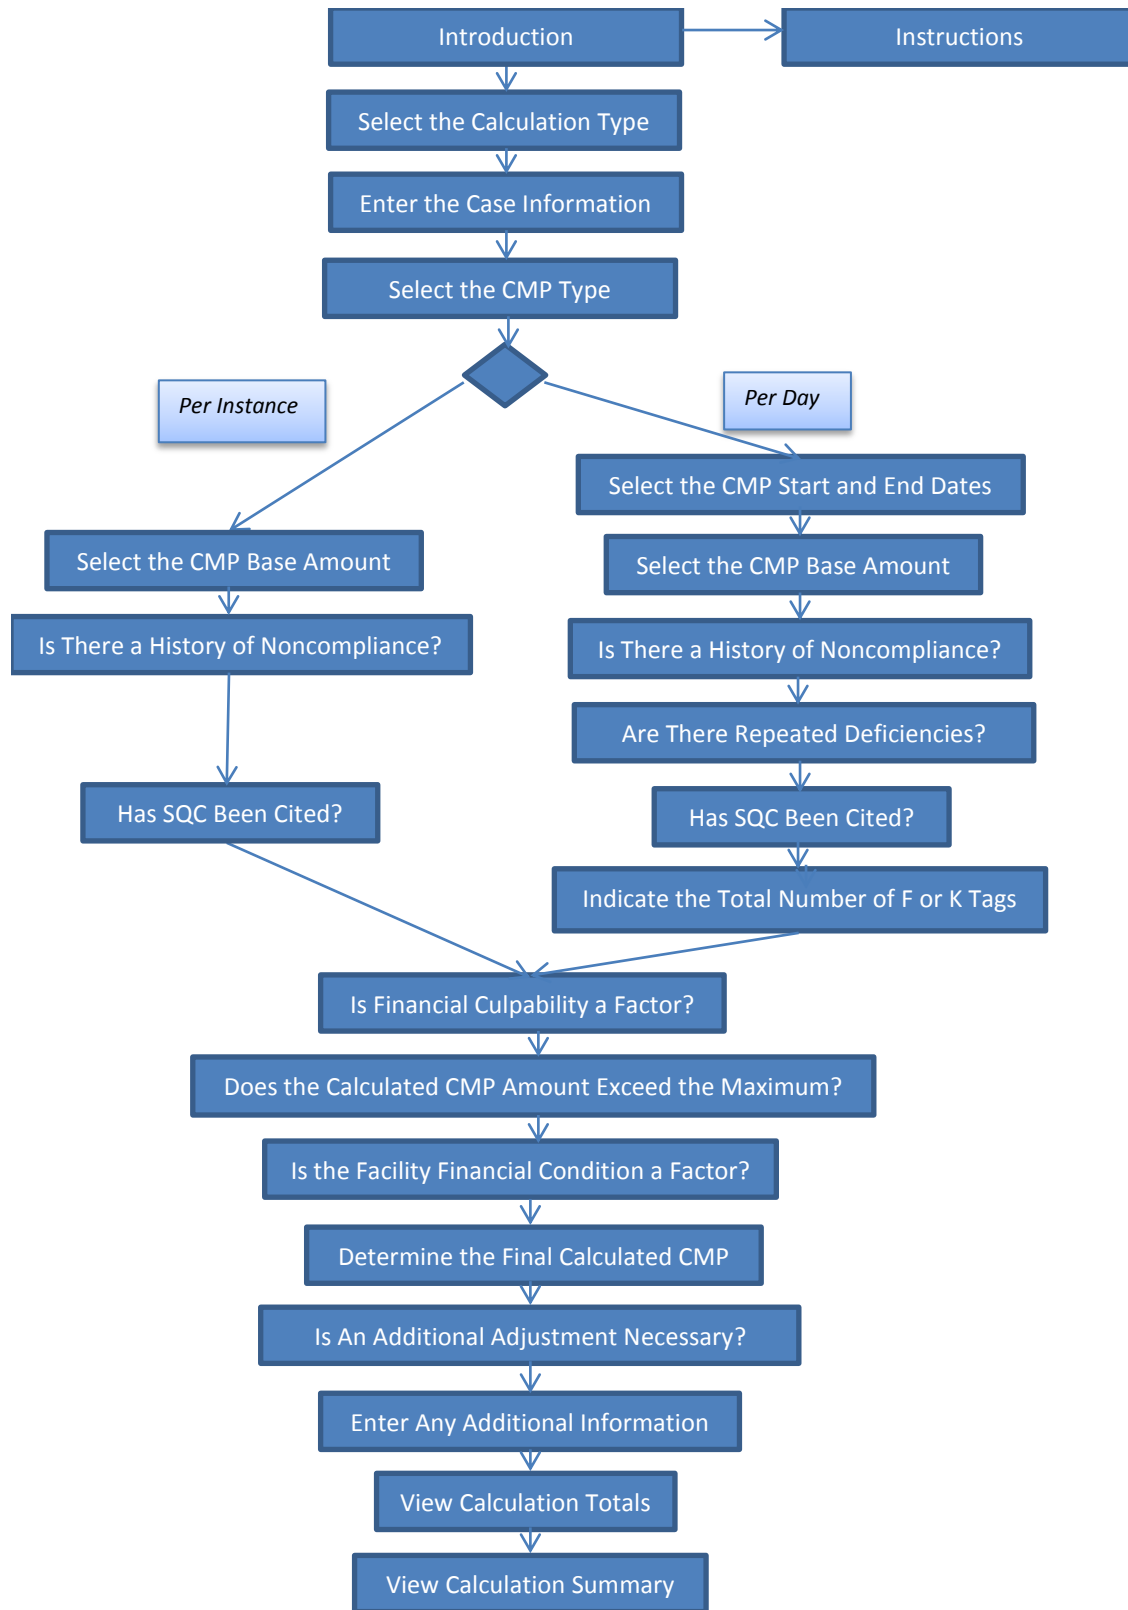 Introduction
Instructions
Select the Calculation Type
Enter the Case Information
Select the CMP Type
Per Instance
Per Day
Select the CMP Start and End Dates
Select the CMP Base Amount
Select the CMP Base Amount
Is There a History of Noncompliance?
Is There a History of Noncompliance?
Are There Repeated Deficiencies?
Has SQC Been Cited?
Has SQC Been Cited?
Indicate the Total Number of F or K Tags
Is Financial Culpability a Factor?
Does the Calculated CMP Amount Exceed the Maximum?
Is the Facility Financial Condition a Factor?
Determine the Final Calculated CMP
Is An Additional Adjustment Necessary?
Enter Any Additional Information
View Calculation Totals
View Calculation Summary